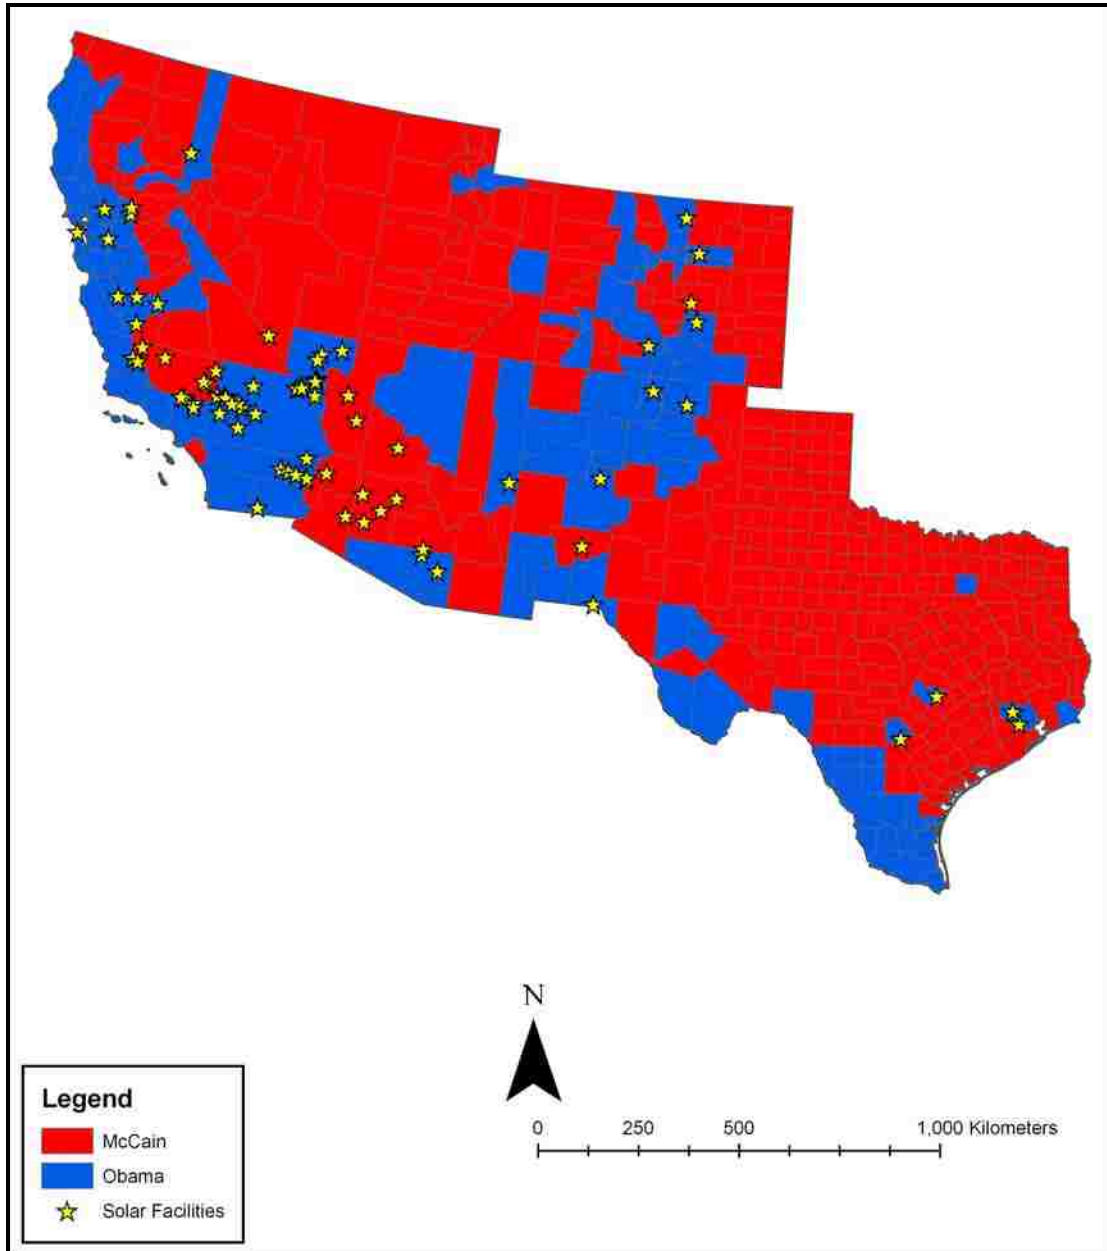 N
0 250 500 1,000 Kilometers
Legend
McCain
Obama
Solar Facilities